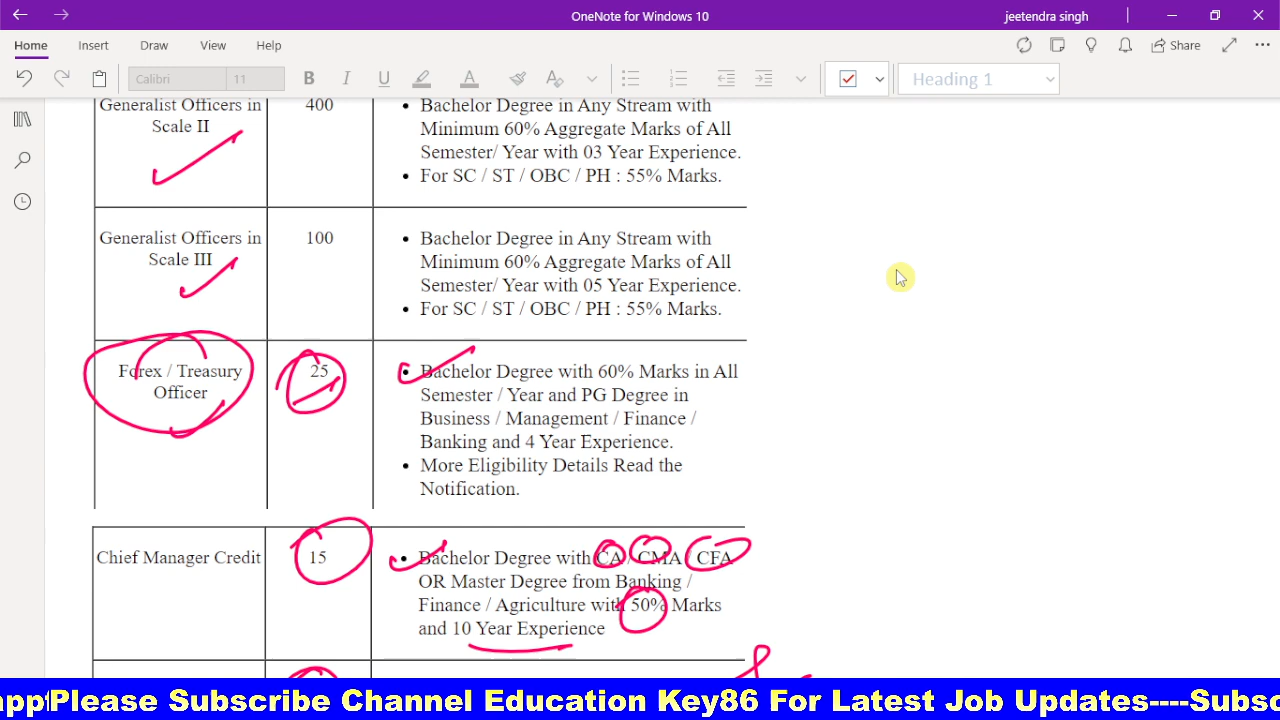 OneNote for Windows 10
jeetendra singh
Home
Insert
Draw
View
Help
Share
Calibri
11
B
I
U
A
Heading 1
Generalist Officers in
Scale II
400
Bachelor Degree in Any Stream with
Minimum 60% Aggregate Marks of All
Semester/ Year with 03 Year Experience.
For SC / ST / OBC / PH : 55% Marks.
Generalist Officers in
Scale III
100
Bachelor Degree in Any Stream with
Minimum 60% Aggregate Marks of All
Semester/ Year with 05 Year Experience.
For SC / ST / OBC / PH : 55% Marks.
Forex / Treasury
Officer
25
Bachelor Degree with 60% Marks in All
Semester / Year and PG Degree in
Business / Management / Finance /
Banking and 4 Year Experience.
More Eligibility Details Read the
Notification.
Chief Manager Credit
15
Bachelor Degree with CA / CMA / CFA
OR Master Degree from Banking /
Finance / Agriculture with 50% Marks
and 10 Year Experience
Please Subscribe Channel Education Key86 For Latest Job Updates----Subsc